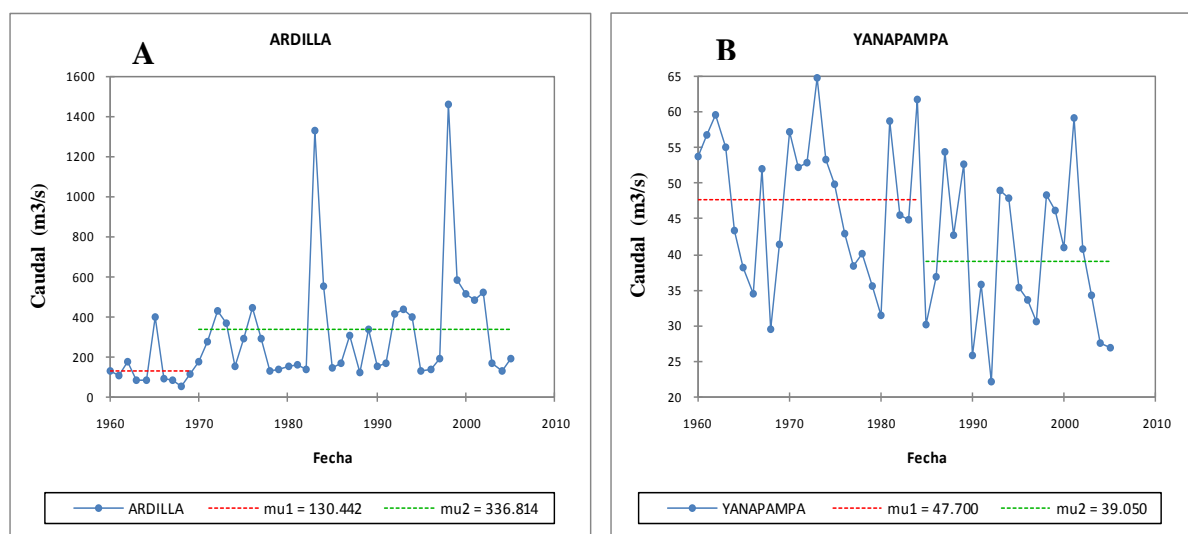 A
ARDILLA
Caudal (m3/s)
1600
1400
1200
1000
800
600
400
200
0
1960 1970 1980 1990 2000 2010
Fecha
ARDILLA mu1 = 130.442 mu2 = 336.814
B
YANAPAMPA
Caudal (m3/s)
65
60
55
50
45
40
35
30
25
20
1960 1970 1980 1990 2000 2010
Fecha
YANAPAMPA mu1 = 47.700 mu2 = 39.050